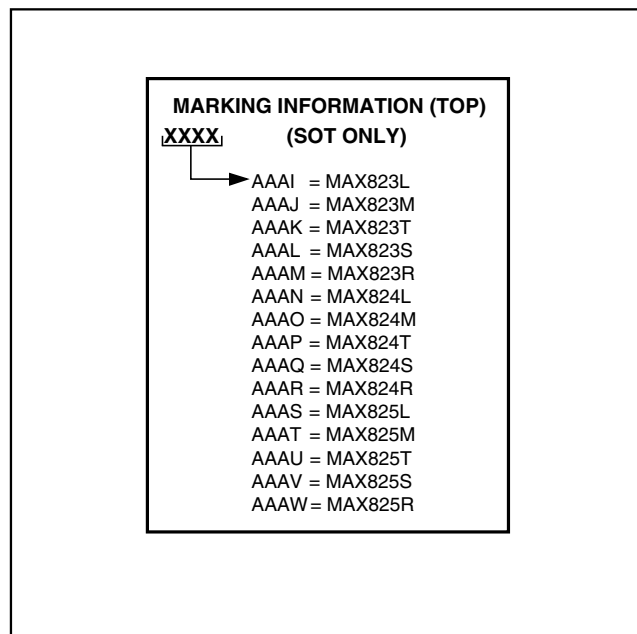 MARKING INFORMATION (TOP)
XXXX (SOT ONLY)
AAAI = MAX823L
AAAJ = MAX823M
AAAK = MAX823T
AAAL = MAX823S
AAAM = MAX823R
AAAN = MAX824L
AAAO = MAX824M
AAAP = MAX824T
AAAQ = MAX824S
AAAR = MAX824R
AAAS = MAX825L
AAAT = MAX825M
AAAU = MAX825T
AAAV = MAX825S
AAAW = MAX825R